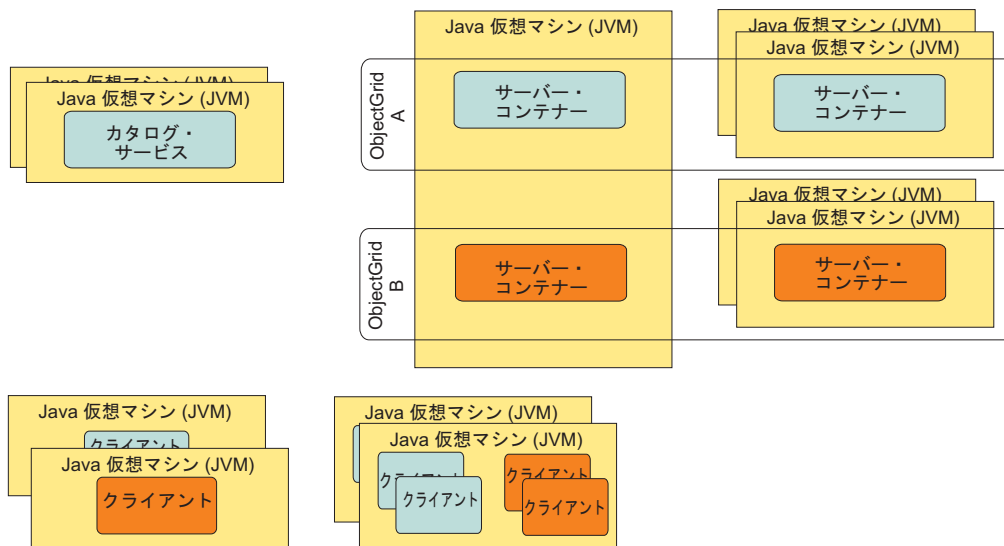 Java 仮想マシン (JVM)
Java 仮想マシン (JVM)
カタログ・
サービス
Java 仮想マシン (JVM)
ObjectGrid
A
サーバー・
コンテナー
Java 仮想マシン (JVM)
Java 仮想マシン (JVM)
サーバー・
コンテナー
ObjectGrid
B
サーバー・
コンテナー
Java 仮想マシン (JVM)
Java 仮想マシン (JVM)
サーバー・
コンテナー
Java 仮想マシン (JVM)
クライアント
Java 仮想マシン (JVM)
クライアント
Java 仮想マシン (JVM)
Java 仮想マシン (JVM)
クライアント
クライアント
クライアント
クライアント